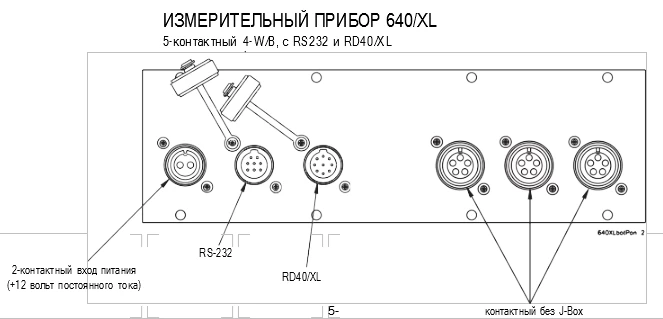 ИЗМЕРИТЕЛЬНЫЙ ПРИБОР 640/XL
5-контактный 4-W/B, с RS232 и RD40/XL
640XLbotPan 2
RS-232
2-контактный вход питания
(+12 вольт постоянного тока)
RD40/XL
5-
контактный без J-Box